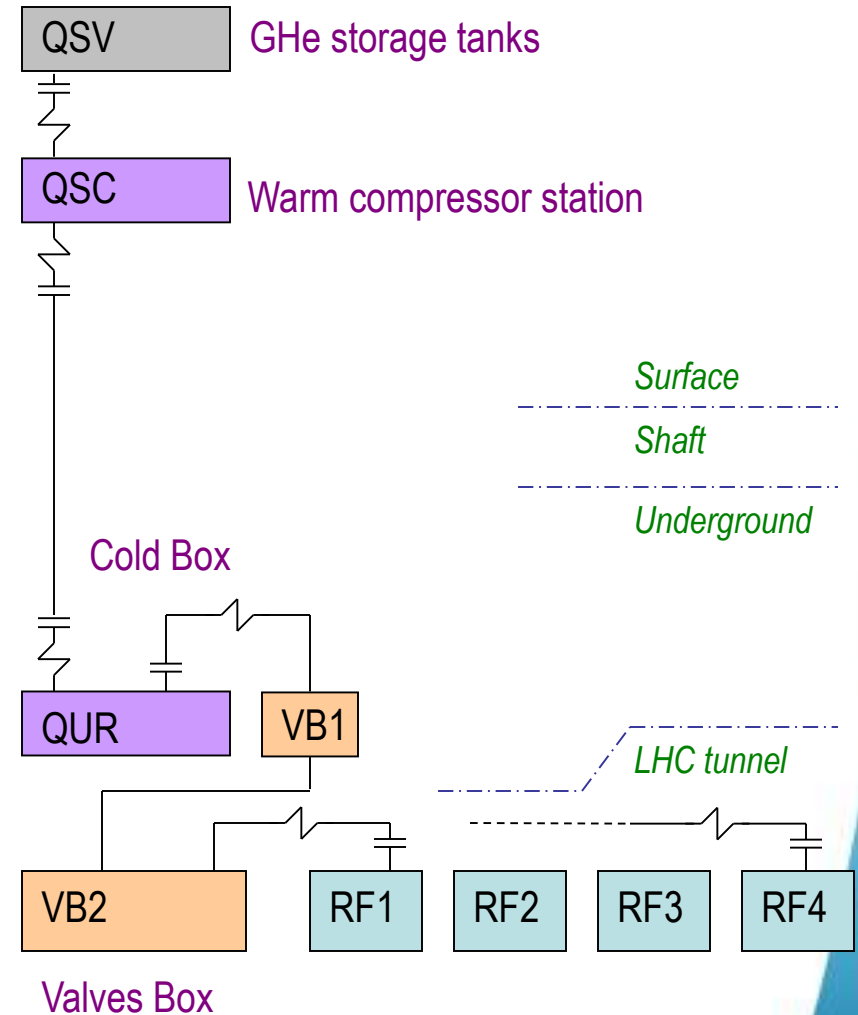 QSV GHe storage tanks
QSC Warm compressor station
Surface
Shaft
Underground
Cold Box
QUR VB1
LHC tunnel
VB2 RF1 RF2 RF3 RF4
Valves Box